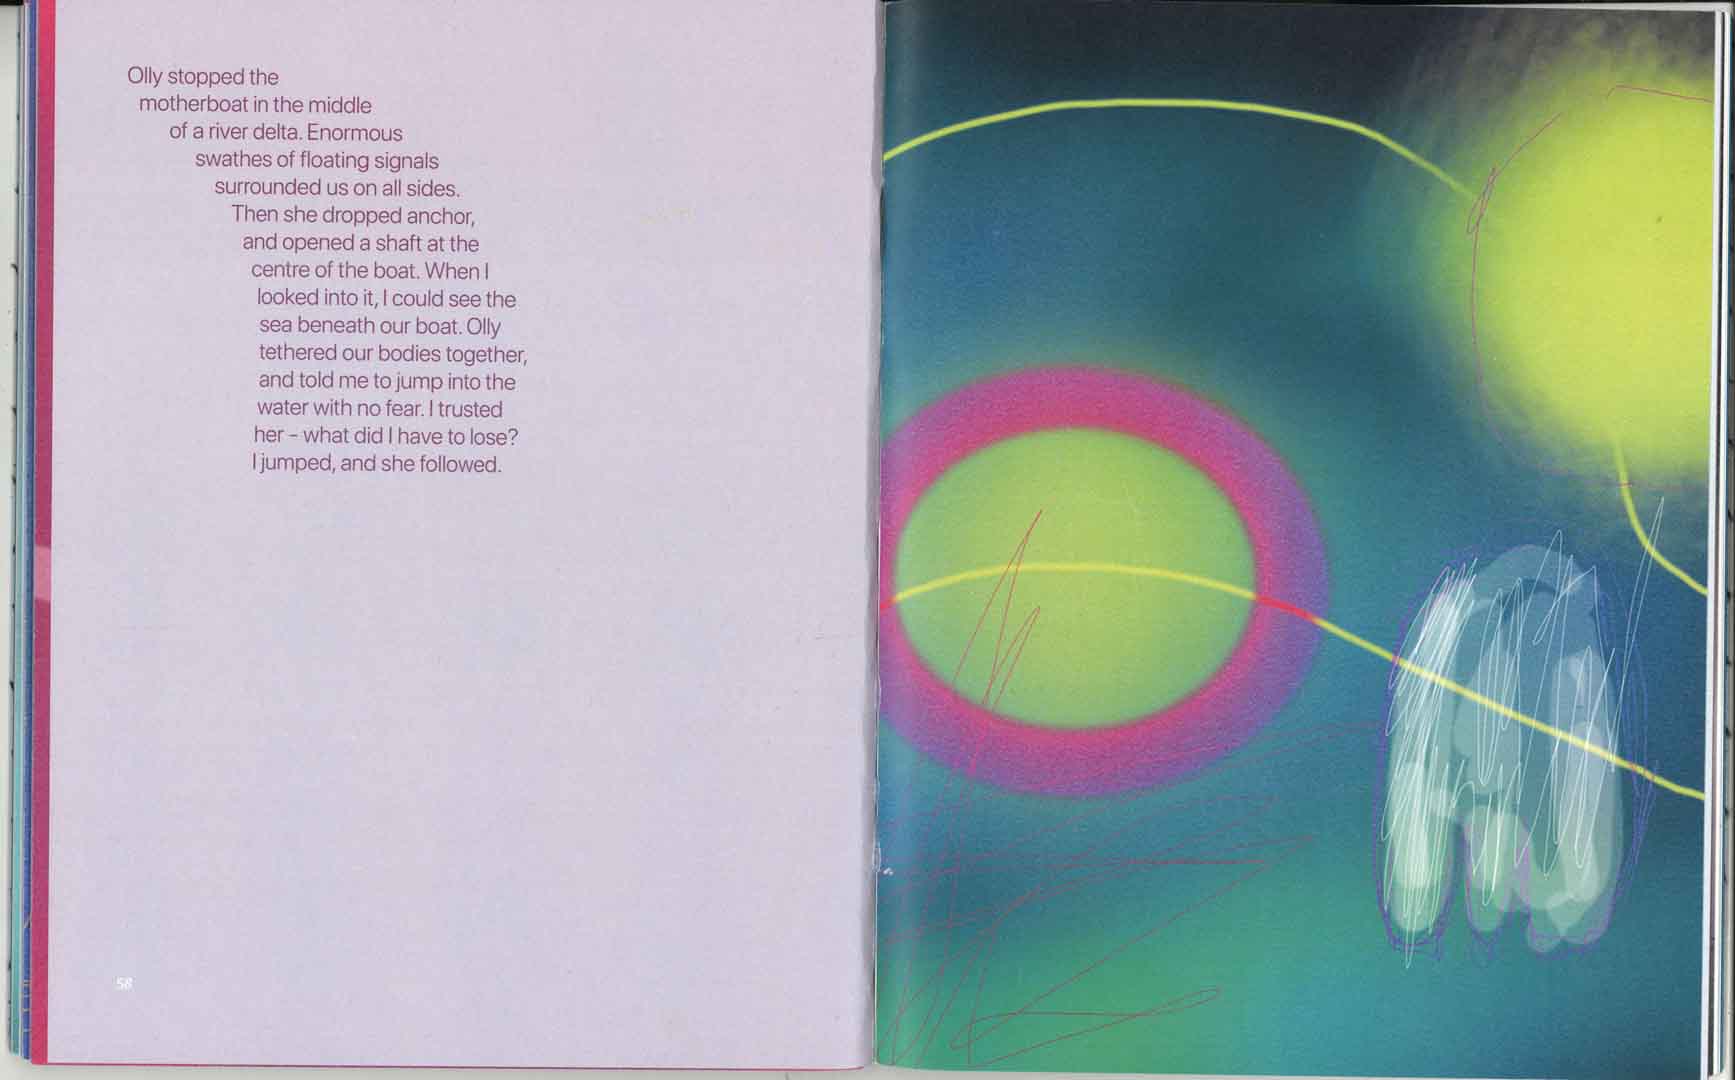 Olly stopped the
motherboat in the middle
of a river delta. Enormous
swathes of floating signals
surrounded us on all sides.
Then she dropped anchor,
and opened a shaft at the
centre of the boat. When I
looked into it, I could see the
sea beneath our boat. Olly
tethered our bodies together,
and told me to jump into the
water with no fear. I trusted
her – what did I have to lose?
I jumped, and she followed.
58